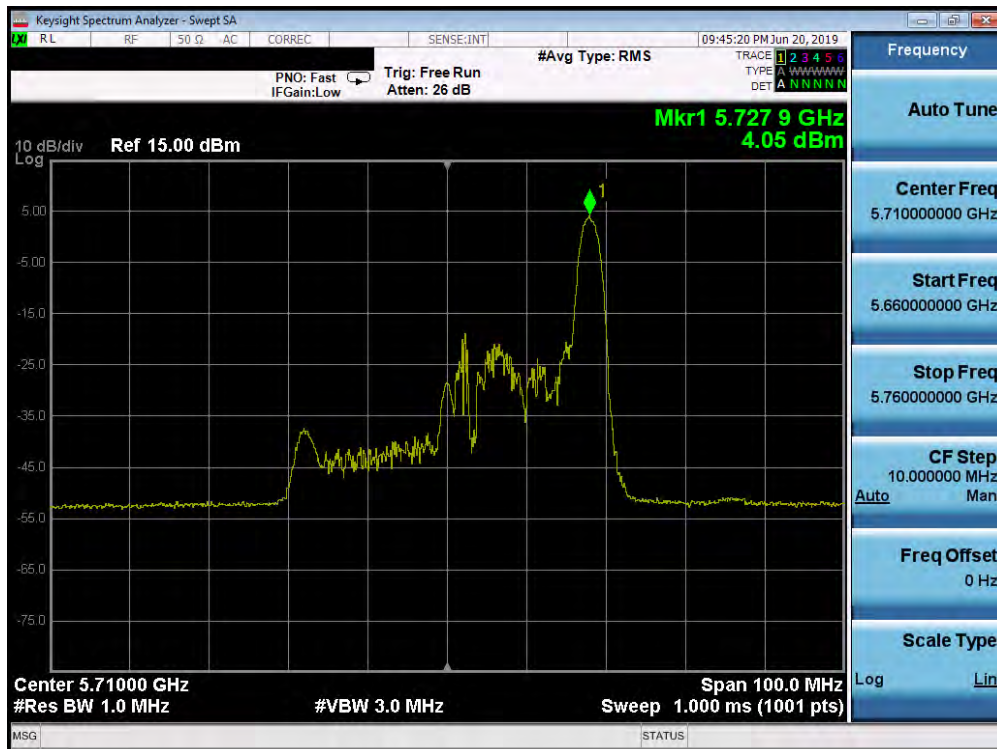 Keysight Spectrum Analyzer - Swept SA
LXI RL RF 50 Ω AC CORREC SENSE:INT 09:45:20 PM Jun 20, 2019
#Avg Type: RMS
TRACE 1 2 3 4 5 6
TYPE A WWWWW
DET A N N N N N
PNO: Fast
IFGain:Low
Trig: Free Run
Atten: 26 dB
Mkr1 5.727 9 GHz
4.05 dBm
10 dB/div Ref 15.00 dBm
Log
1
5.00
-5.00
-15.0
-25.0
-35.0
-45.0
-55.0
-65.0
-75.0
Center 5.71000 GHz Span 100.0 MHz
#Res BW 1.0 MHz #VBW 3.0 MHz Sweep 1.000 ms (1001 pts)
MSG STATUS
Frequency
Auto Tune
Center Freq
5.710000000 GHz
Start Freq
5.660000000 GHz
Stop Freq
5.760000000 GHz
CF Step
10.000000 MHz
Auto Man
Freq Offset
0 Hz
Scale Type
Log Lin